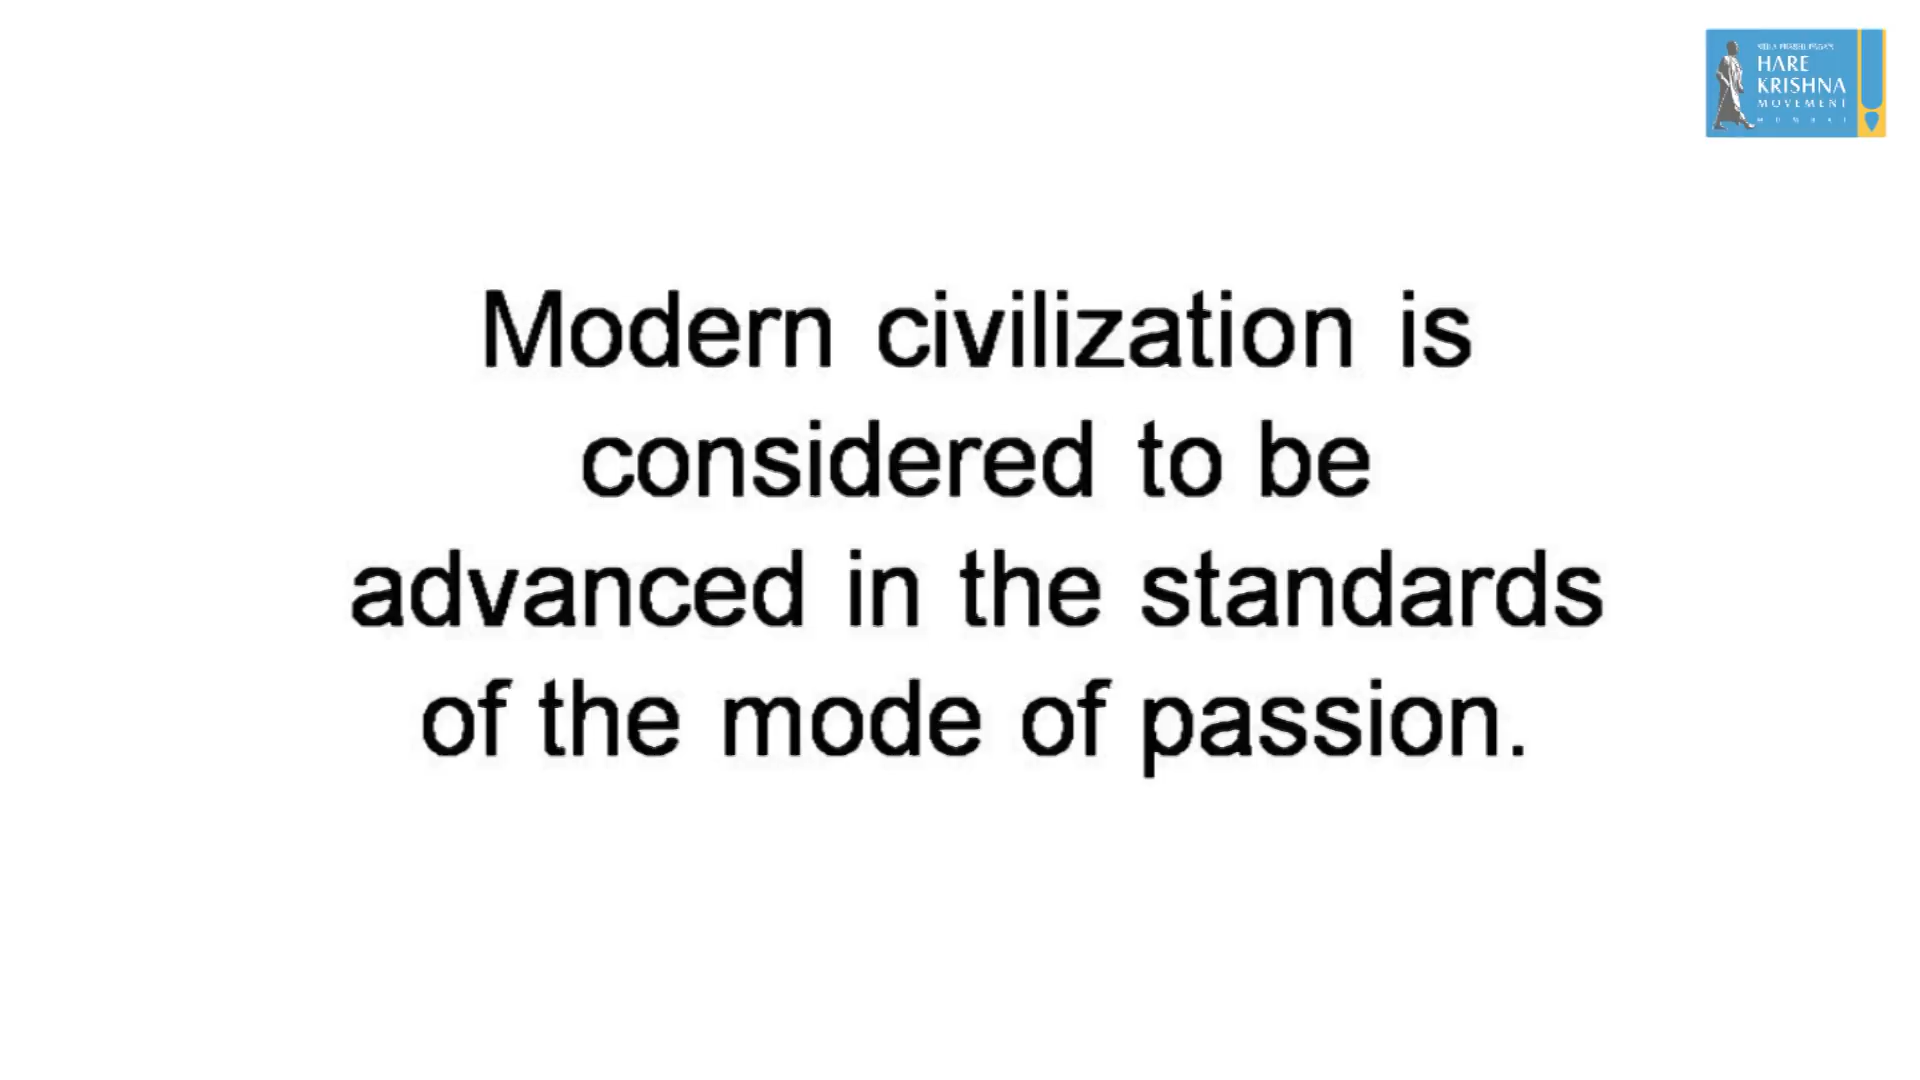 HARE
KRISHNA
MOVEMENT
Modern civilization is
considered to be
advanced in the standards
of the mode of passion.